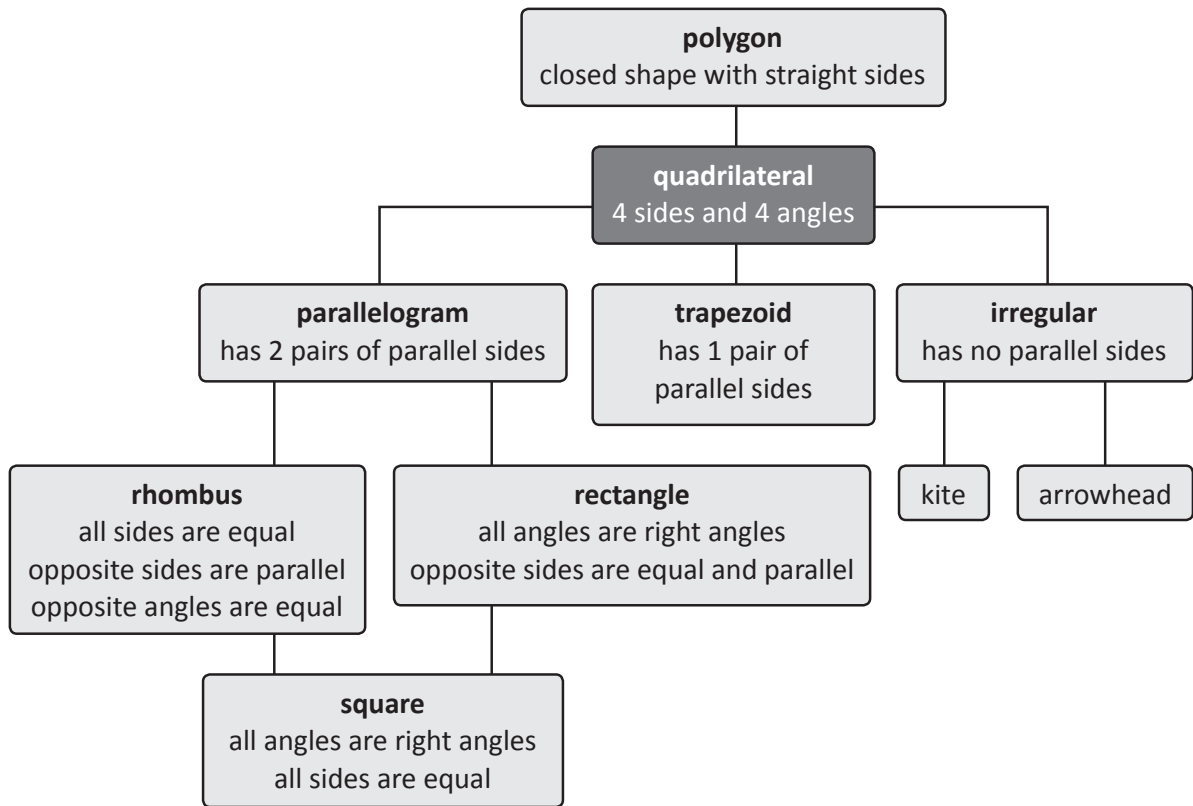 polygon
closed shape with straight sides
quadrilateral
4 sides and 4 angles
parallelogram
has 2 pairs of parallel sides
trapezoid
has 1 pair of
parallel sides
irregular
has no parallel sides
rhombus
all sides are equal
opposite sides are parallel
opposite angles are equal
rectangle
all angles are right angles
opposite sides are equal and parallel
kite
arrowhead
square
all angles are right angles
all sides are equal